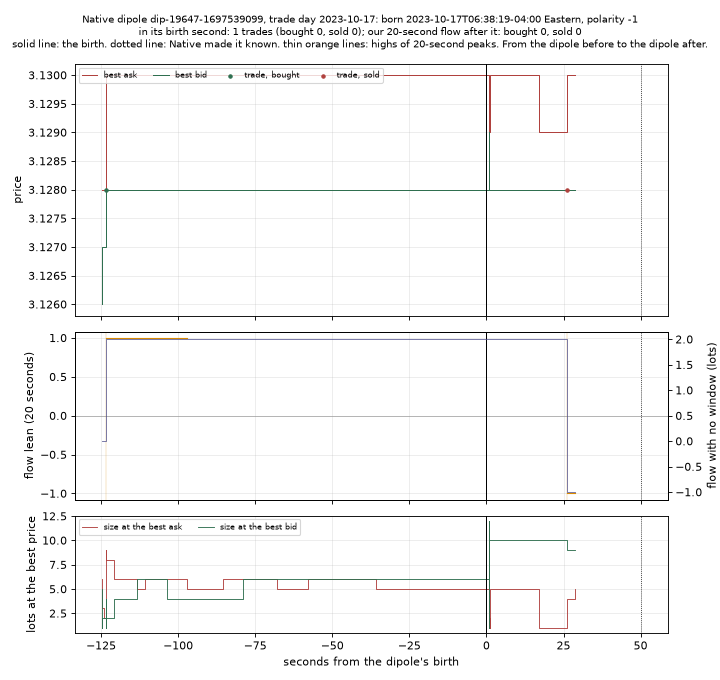 Native dipole dip-19647-1697539099, trade day 2023-10-17: born 2023-10-17T06:38:19-04:00 Eastern, polarity -1
in its birth second: 1 trades (bought 0, sold 0); our 20-second flow after it: bought 0, sold 0
solid line: the birth. dotted line: Native made it known. thin orange lines: highs of 20-second peaks. From the dipole before to the dipole after.
best ask best bid trade, bought trade, sold
3.1300
3.1295
3.1290
3.1285
3.1280
3.1275
3.1270
3.1265
3.1260
price
1.0
0.5
0.0
−0.5
−1.0
flow lean (20 seconds)
2.0
1.5
1.0
0.5
0.0
−0.5
−1.0
flow with no window (lots)
size at the best ask size at the best bid
12.5
10.0
7.5
5.0
2.5
lots at the best price
−125 −100 −75 −50 −25 0 25 50
seconds from the dipole's birth